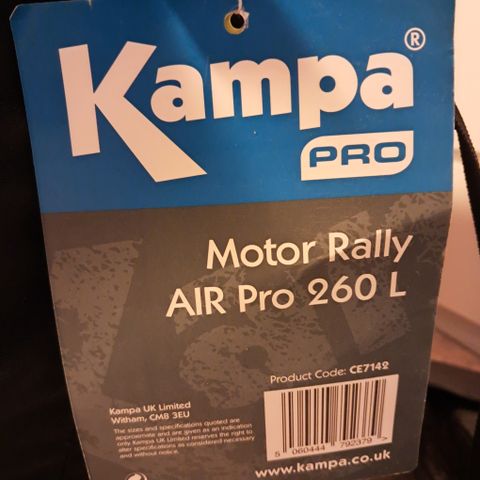 Kampa®
PRO
Motor Rally
AIR Pro 260 L
Product Code: CE7142
Kampa UK Limited
Witham, CM8 3EU
The sizes and specifications quoted are
approximate and are given as an indication
only Kampa UK Limited reserves the right to
alter specifications as considered necessary
and without notice.
5 060444 792379 >
www.kampa.co.uk